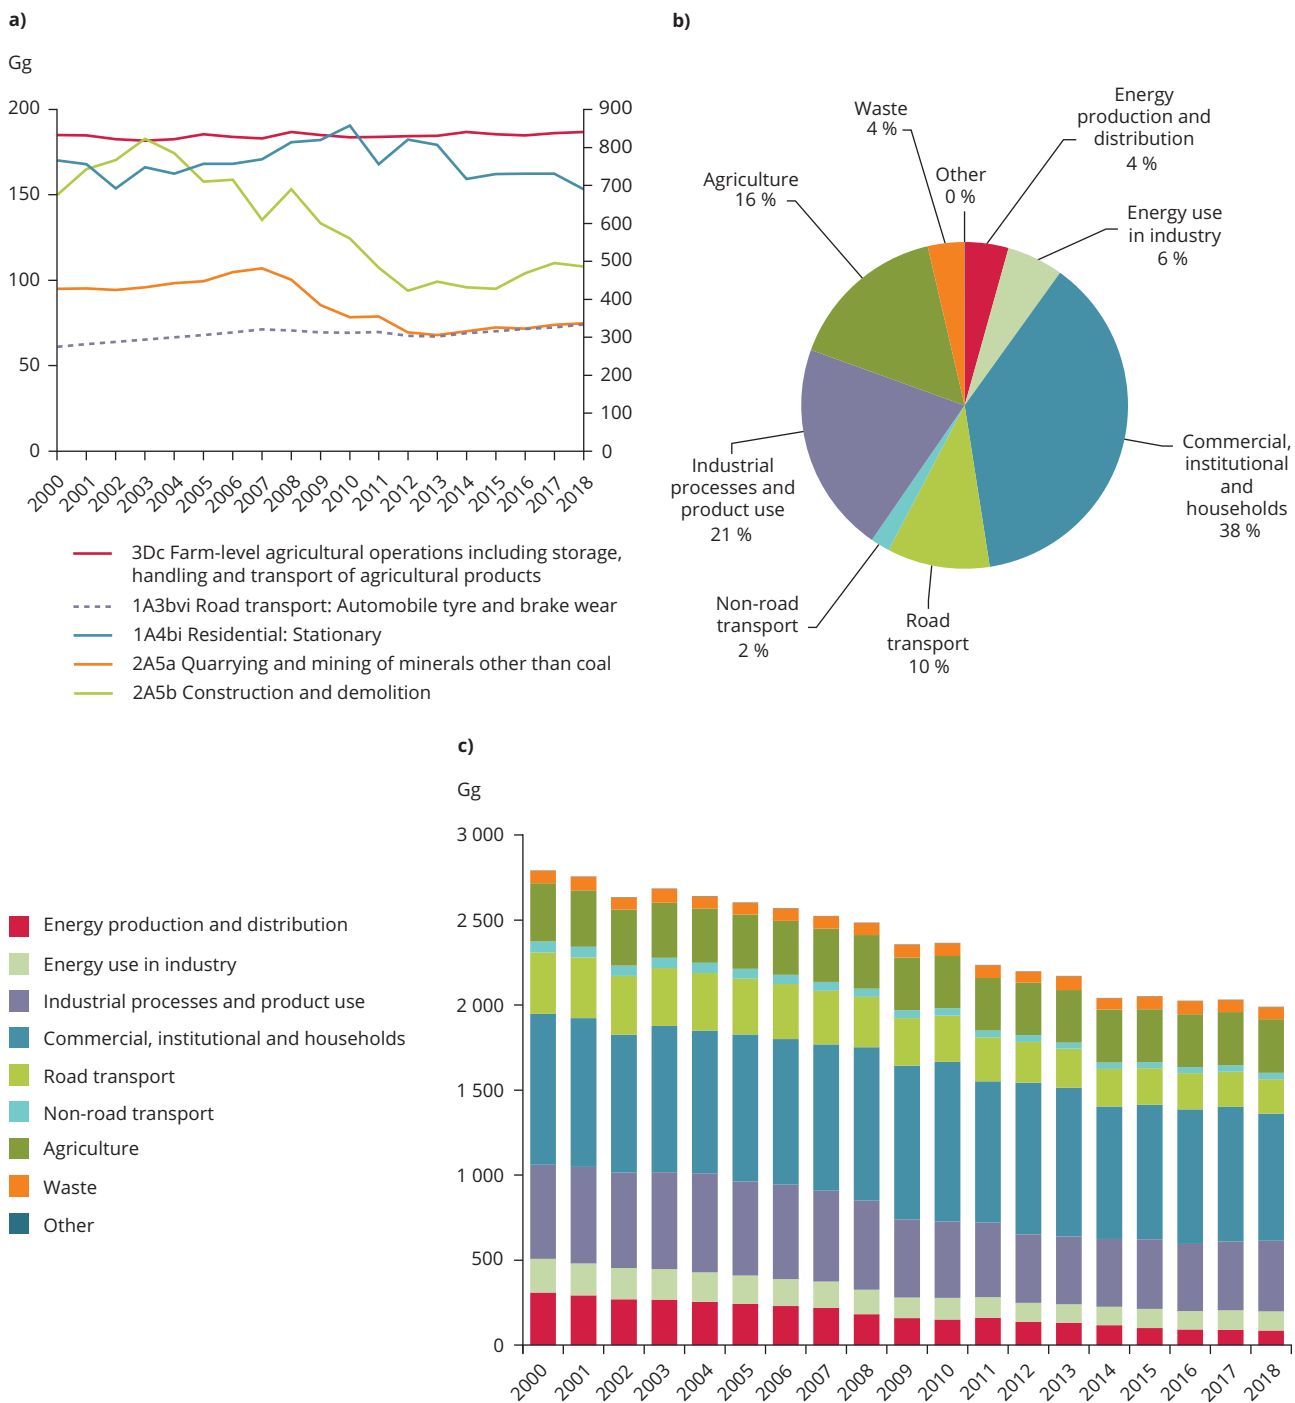 a)
Gg
200
150
100
50
0
900
800
700
600
500
400
300
200
100
0
2000
2001
2002
2003
2004
2005
2006
2007
2008
2009
2010
2011
2012
2013
2014
2015
2016
2017
2018
3Dc Farm-level agricultural operations including storage,
handling and transport of agricultural products
1A3bvi Road transport: Automobile tyre and brake wear
1A4bi Residential: Stationary
2A5a Quarrying and mining of minerals other than coal
2A5b Construction and demolition
b)
Energy
production and
distribution
4 %
Energy use
in industry
6 %
Commercial,
institutional
and
households
38 %
Road
transport
10 %
Non-road
transport
2 %
Industrial
processes and
product use
21 %
Agriculture
16 %
Waste
4 %
Other
0 %
c)
Gg
3 000
2 500
2 000
1 500
1 000
500
0
2000
2001
2002
2003
2004
2005
2006
2007
2008
2009
2010
2011
2012
2013
2014
2015
2016
2017
2018
Energy production and distribution
Energy use in industry
Industrial processes and product use
Commercial, institutional and households
Road transport
Non-road transport
Agriculture
Waste
Other